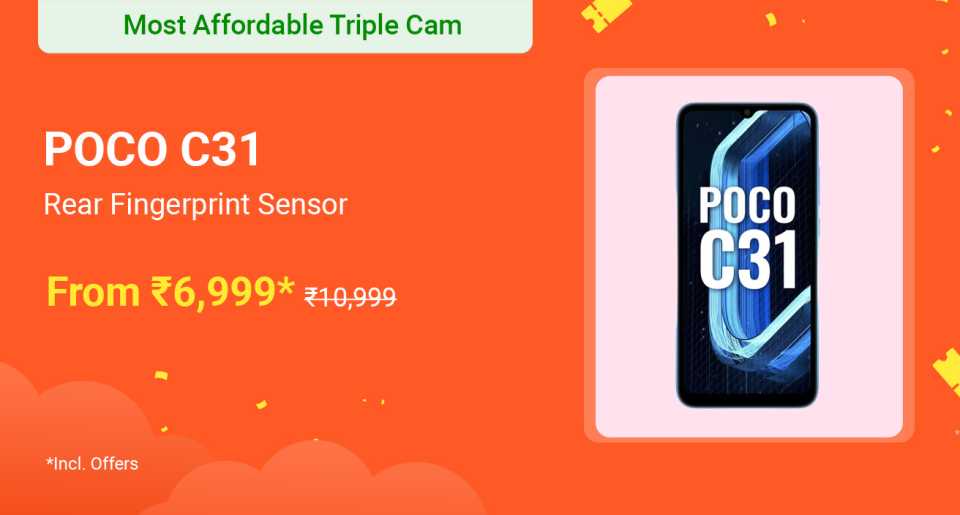 Most Affordable Triple Cam
POCO C31
Rear Fingerprint Sensor
From ₹6,999* ₹10,999
*Incl. Offers
POCO
C31